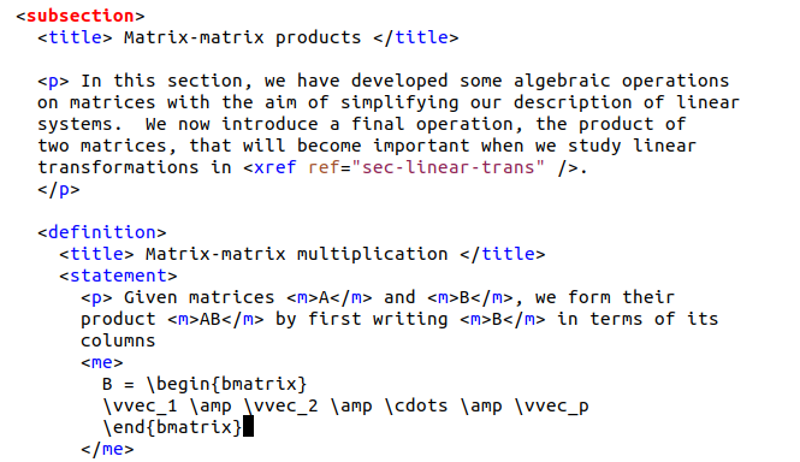 <subsection>
<title> Matrix-matrix products </title>
<p> In this section, we have developed some algebraic operations
on matrices with the aim of simplifying our description of linear
systems.  We now introduce a final operation, the product of
two matrices, that will become important when we study linear
transformations in <xref ref="sec-linear-trans" />.
</p>
<definition>
<title> Matrix-matrix multiplication </title>
<statement>
<p> Given matrices <m>A</m> and <m>B</m>, we form their
product <m>AB</m> by first writing <m>B</m> in terms of its
columns
<me>
B = \begin{bmatrix}
\vvec_1 \amp \vvec_2 \amp \cdots \amp \vvec_p
\end{bmatrix}
</me>